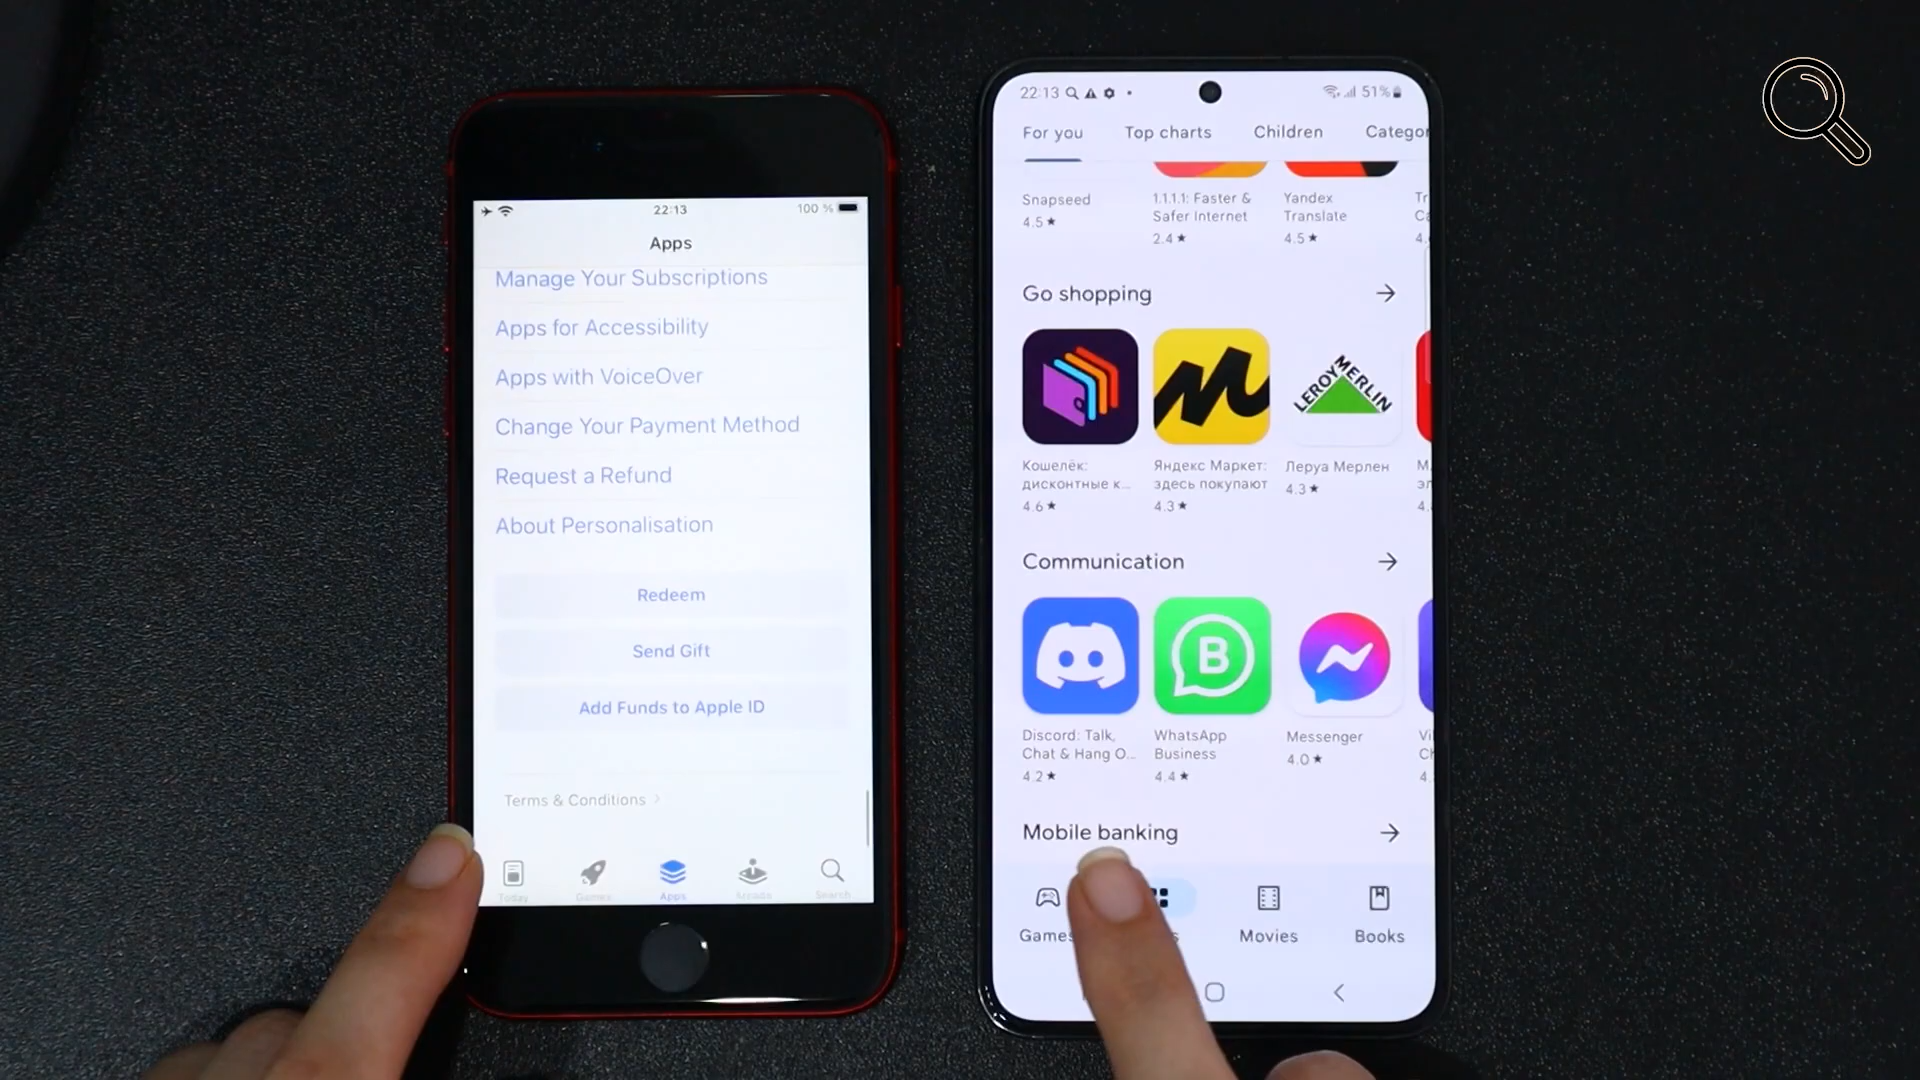 22:13
100 %
Apps
Manage Your Subscriptions
Apps for Accessibility
Apps with VoiceOver
Change Your Payment Method
Request a Refund
About Personalisation
Redeem
Send Gift
Add Funds to Apple ID
Terms & Conditions
Today
Games
Apps
Arcade
Search
22:13
51%
For you
Top charts
Children
Categor
Snapseed
4.5★
1.1.1.1: Faster &
Safer Internet
2.4★
Yandex
Translate
4.5★
Go shopping
LEROY MERLIN
Кошелёк:
дисконтные к...
4.6★
Яндекс Маркет:
здесь покупают
4.3★
Леруа Мерлен
4.3★
Communication
B
Discord: Talk,
Chat & Hang O...
4.2★
WhatsApp
Business
4.4★
Messenger
4.0★
Mobile banking
Games
Movies
Books